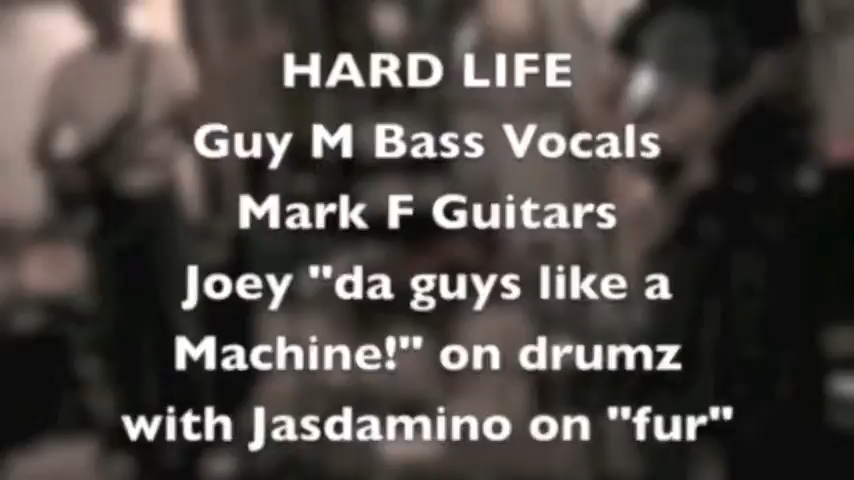 HARD LIFE
Guy M Bass Vocals
Mark F Guitars
Joey "da guys like a
Machine!" on drumz
with Jasdamino on "fur"